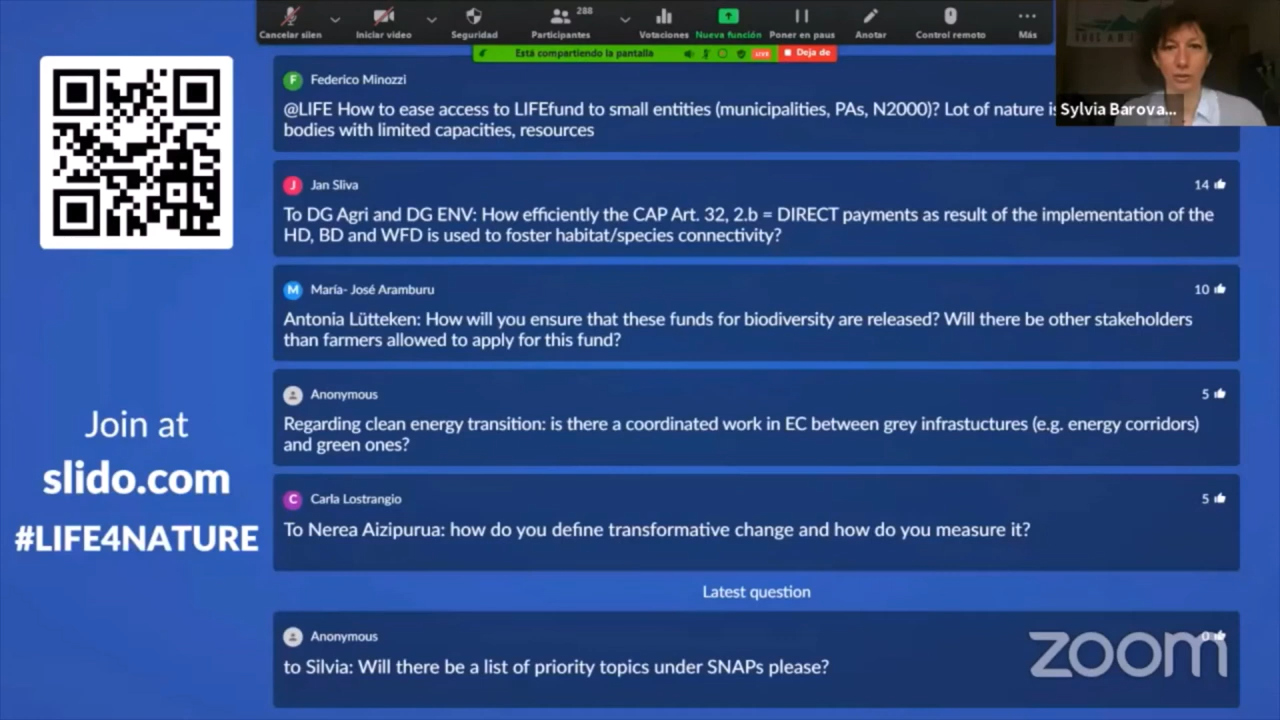 Cancelar silen
Iniciar video
Seguridad
288
Participantes
Votaciones
Nueva función
Poner en paus
Anotar
Control remoto
Más
Está compartiendo la pantalla
LIVE
Deja de
Sylvia Barova...
F Federico Minozzi
@LIFE How to ease access to LIFEfund to small entities (municipalities, PAs, N2000)? Lot of nature is
bodies with limited capacities, resources
J Jan Sliva 14
To DG Agri and DG ENV: How efficiently the CAP Art. 32, 2.b = DIRECT payments as result of the implementation of the
HD, BD and WFD is used to foster habitat/species connectivity?
M María- José Aramburu 10
Antonia Lütteken: How will you ensure that these funds for biodiversity are released? Will there be other stakeholders
than farmers allowed to apply for this fund?
Anonymous 5
Regarding clean energy transition: is there a coordinated work in EC between grey infrastuctures (e.g. energy corridors)
and green ones?
C Carla Lostrangio 5
To Nerea Aizipurua: how do you define transformative change and how do you measure it?
Latest question
Anonymous 0
to Silvia: Will there be a list of priority topics under SNAPs please?
Join at
slido.com
#LIFE4NATURE
zoom